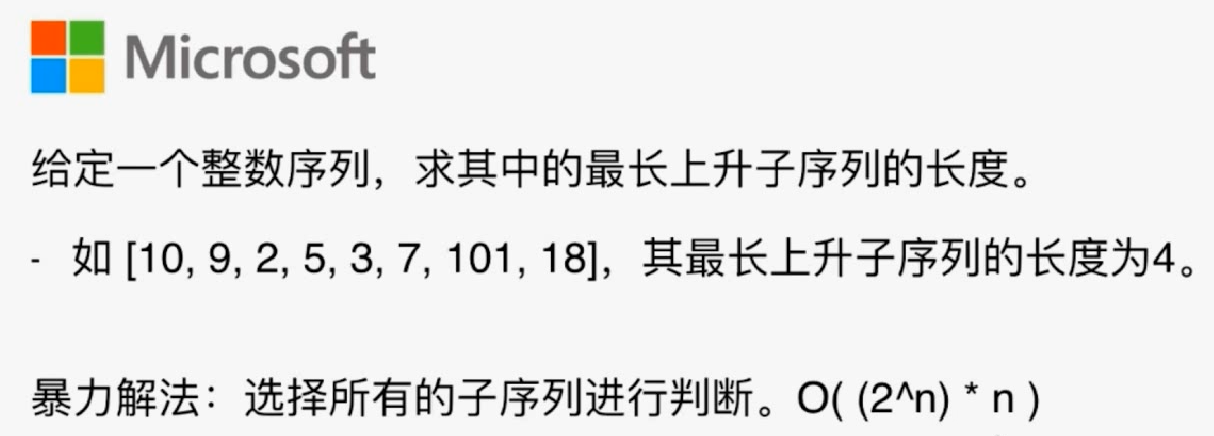 Microsoft
给定一个整数序列，求其中的最长上升子序列的长度。
- 如 [10, 9, 2, 5, 3, 7, 101, 18]，其最长上升子序列的长度为4。
暴力解法：选择所有的子序列进行判断。O( (2^n) * n )